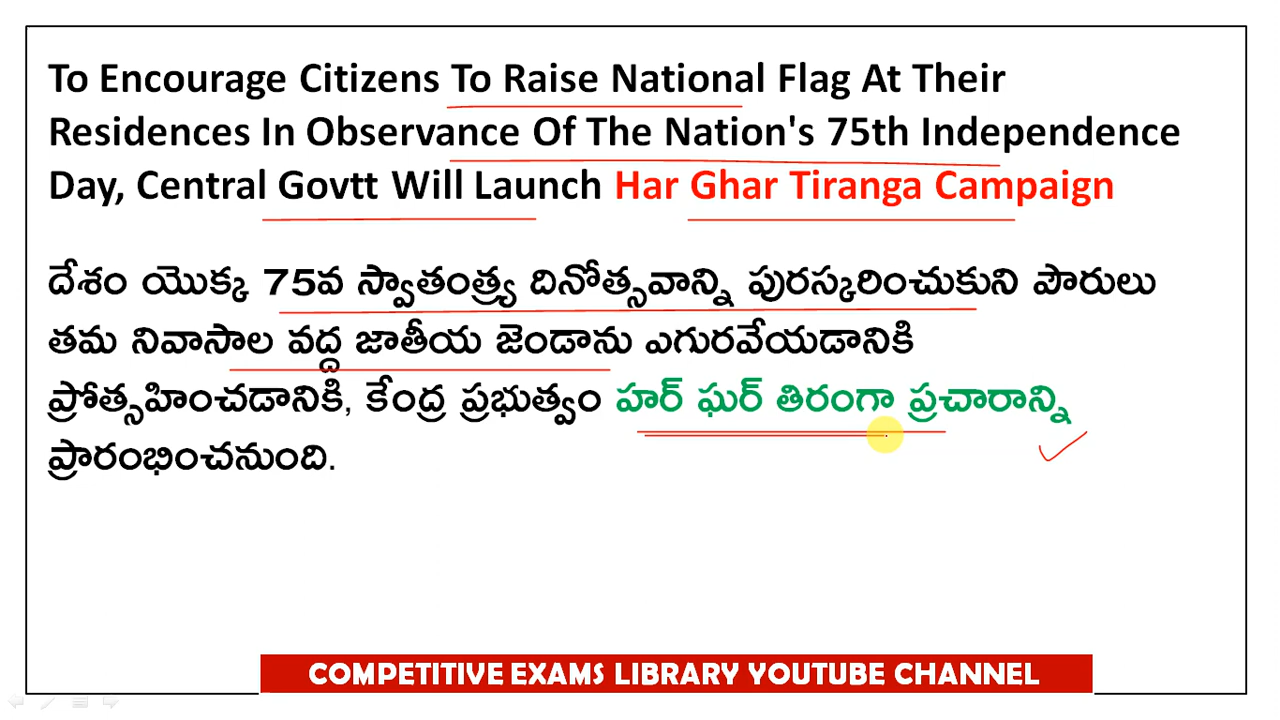 To Encourage Citizens To Raise National Flag At Their
Residences In Observance Of The Nation's 75th Independence
Day, Central Govtt Will Launch Har Ghar Tiranga Campaign
దేశం యొక్క 75వ స్వాతంత్ర్య దినోత్సవాన్ని పురస్కరించుకుని పౌరులు
తమ నివాసాల వద్ద జాతీయ జెండాను ఎగురవేయడానికి
ప్రోత్సహించడానికి, కేంద్ర ప్రభుత్వం హర్ ఘర్ తిరంగా ప్రచారాన్ని
ప్రారంభించనుంది.
COMPETITIVE EXAMS LIBRARY YOUTUBE CHANNEL